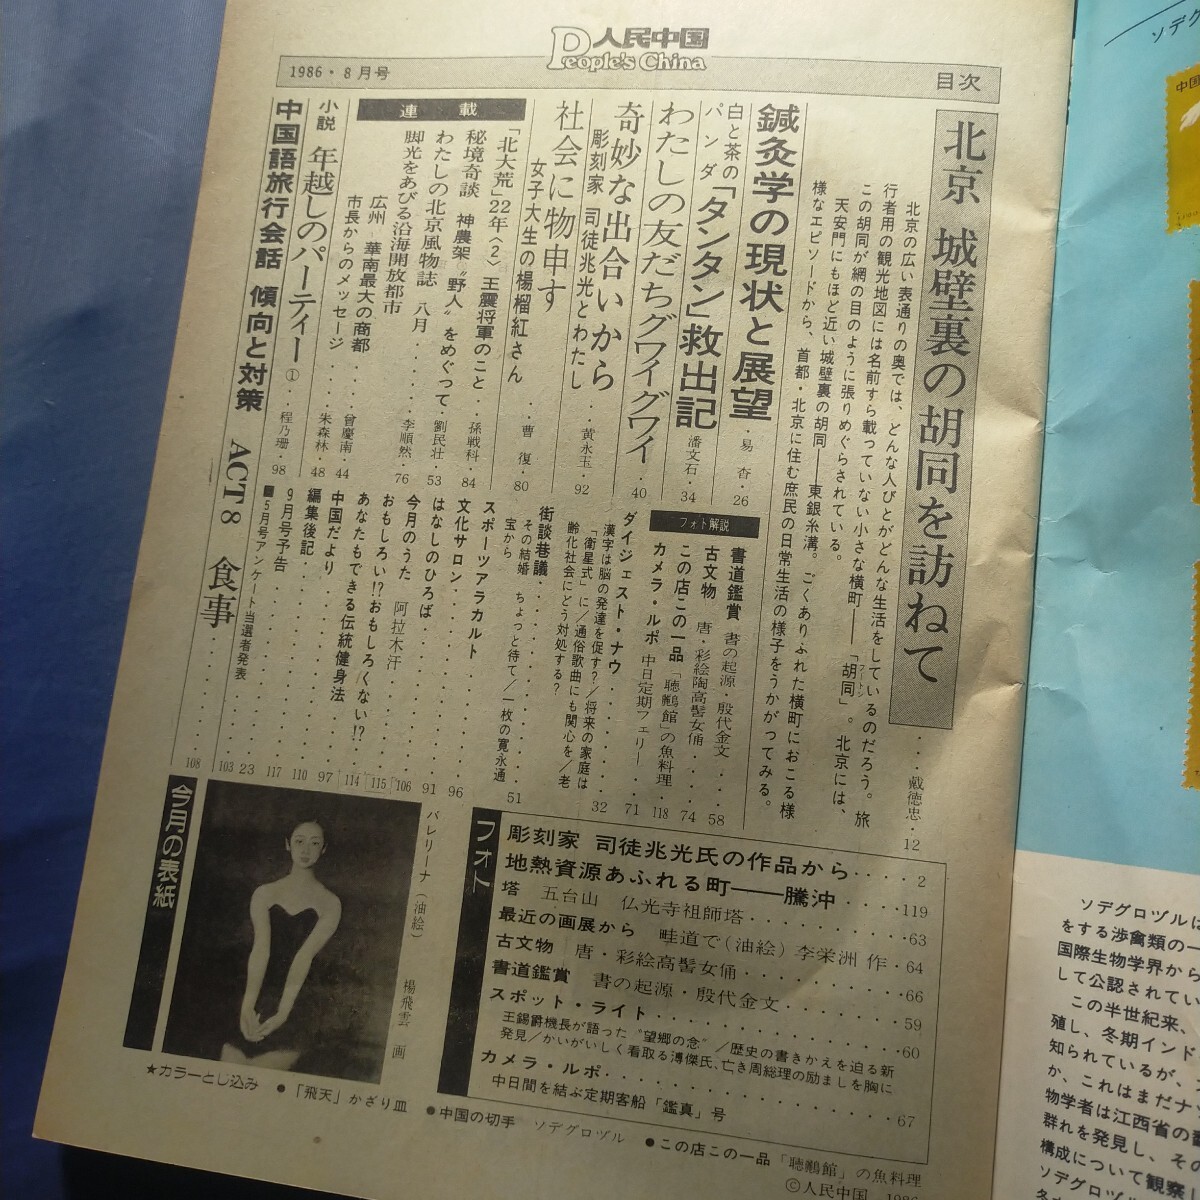 人民中国
People's China
1986・8月号
目次
北京 城壁裏の胡同を訪ねて・・・戴徳忠・12
北京の広い表通りの奥では、どんな人びとがどんな生活をしているのだろう。旅
行者用の観光地図には名前すら載っていない小さな横町――「胡同」。北京には、
フートン
この胡同が網の目のように張りめぐらされている。
天安門にもほど近い城壁裏の胡同――東銀糸溝。ごくありふれた横町におこる様
様なエピソードから、首都・北京に住む庶民の日常生活の様子をうかがってみる。
鍼灸学の現状と展望・・易 杳・26
白と茶の
パンダ「タンタン」救出記 潘文石・34
わたしの友だちグワイグワイ・40
奇妙な出合いから・・・黄永玉・92
彫刻家 司徒兆光とわたし
社会に物申す・・・曹 復・80
女子大生の楊榴紅さん
連載
「北大荒」22年〈2〉 王震将軍のこと・・孫戦科・84
秘境奇談 神農架〝野人〟をめぐって・劉民壮・53
わたしの北京風物誌 八月・・・・李順然・76
脚光をあびる沿海開放都市
広州 華南最大の商都・・・・曾慶南・44
市長からのメッセージ・・・・朱森林・48
小説 年越しのパーティー①・・程乃珊・98
中国語旅行会話 傾向と対策 ACT8 食事・・・・・・108
フォト解説
書道鑑賞 書の起源・殷代金文・・58
古文物 唐・彩絵陶高髻女俑・・・74
この店この一品「聴鸝館」の魚料理・118
カメラ・ルポ 中日定期フェリー・・・71
ダイジェスト・ナウ・・・・・・32
漢字は脳の発達を促す?/将来の家庭は
「衛星式」に/通俗歌曲にも関心を/老
齢化社会にどう対処する?
街談巷議・・・・・・51
その結婚 ちょっと待て/一枚の寛永通
宝から
スポーツアラカルト・・・・・・96
文化サロン・・・・・・91
はなしのひろば・・・・・・106
今月のうた 阿拉木汗・・・115
おもしろい!?おもしろくない!?・114
あなたもできる伝統健身法・・・97
中国だより・・・・・・110
編集後記・・・・・・117
9月号予告・・・・・・23
■5月号アンケート当選者発表・・・103
今月の表紙
バレリーナ(油絵) 楊飛雲 画
フォト
彫刻家 司徒兆光氏の作品から・・・・2
地熱資源あふれる町――騰沖・・・・119
塔 五台山 仏光寺祖師塔・・・・・・63
最近の画展から 畦道で(油絵)李栄洲 作・64
古文物 唐・彩絵高髻女俑・・・・・・66
書道鑑賞 書の起源・殷代金文・・・・59
スポット・ライト・・・・・・60
王錫爵機長が語った〝望郷の念〟/歴史の書きかえを迫る新
発見/かいがいしく看取る溥傑氏、亡き周総理の励ましを胸に
カメラ・ルポ・・・・・・67
中日間を結ぶ定期客船「鑑真」号
★カラーとじ込み ●「飛天」かざり皿 ●中国の切手 ソデグロヅル ●この店この一品「聴鸝館」の魚料理
©人民中国 1986
ソデグ
中国
ソデグロヅルは
をする渉禽類の一
国際生物学界から
して公認されてい
この半世紀来、
殖し、冬期インド
知られているが、
か、これはまだナ
物学者は江西省の
群れを発見し、その
構成について観察し
ソデグロヅ